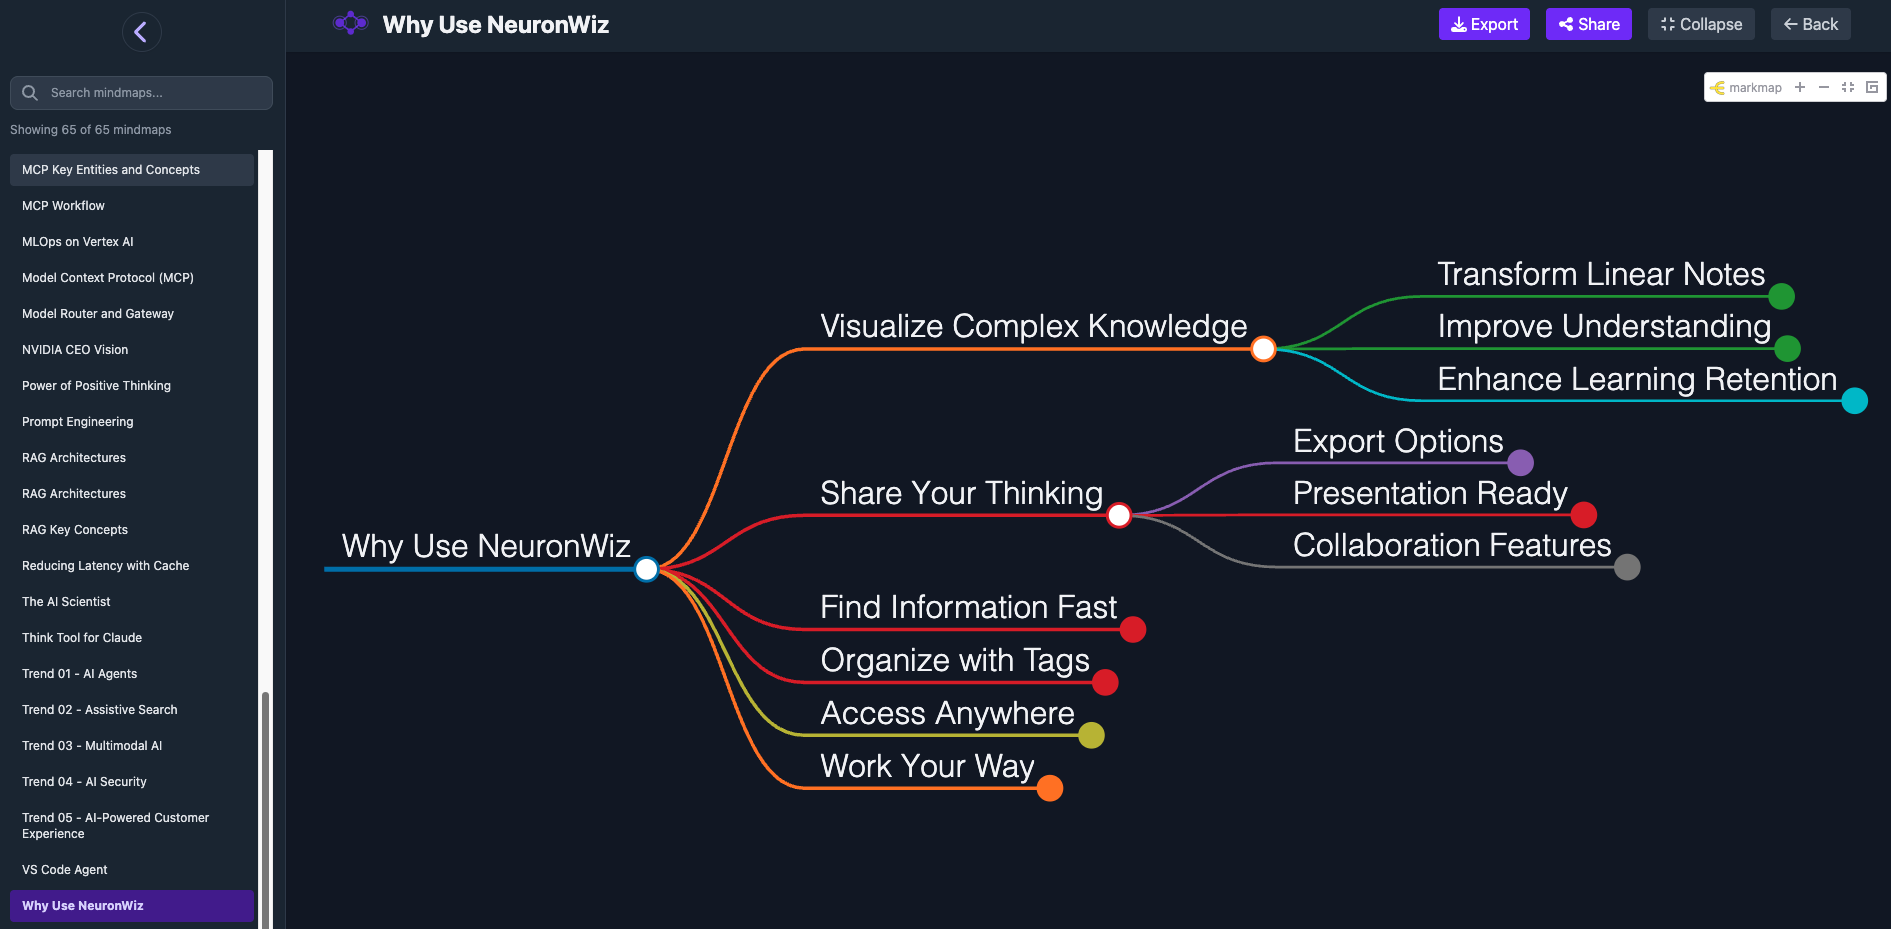 Why Use NeuronWiz
Export
Share
Collapse
Back
Search mindmaps...
Showing 65 of 65 mindmaps
MCP Key Entities and Concepts
MCP Workflow
MLOps on Vertex AI
Model Context Protocol (MCP)
Model Router and Gateway
NVIDIA CEO Vision
Power of Positive Thinking
Prompt Engineering
RAG Architectures
RAG Architectures
RAG Key Concepts
Reducing Latency with Cache
The AI Scientist
Think Tool for Claude
Trend 01 - AI Agents
Trend 02 - Assistive Search
Trend 03 - Multimodal AI
Trend 04 - AI Security
Trend 05 - AI-Powered Customer
Experience
VS Code Agent
Why Use NeuronWiz
markmap
Why Use NeuronWiz
Visualize Complex Knowledge
Transform Linear Notes
Improve Understanding
Enhance Learning Retention
Share Your Thinking
Export Options
Presentation Ready
Collaboration Features
Find Information Fast
Organize with Tags
Access Anywhere
Work Your Way